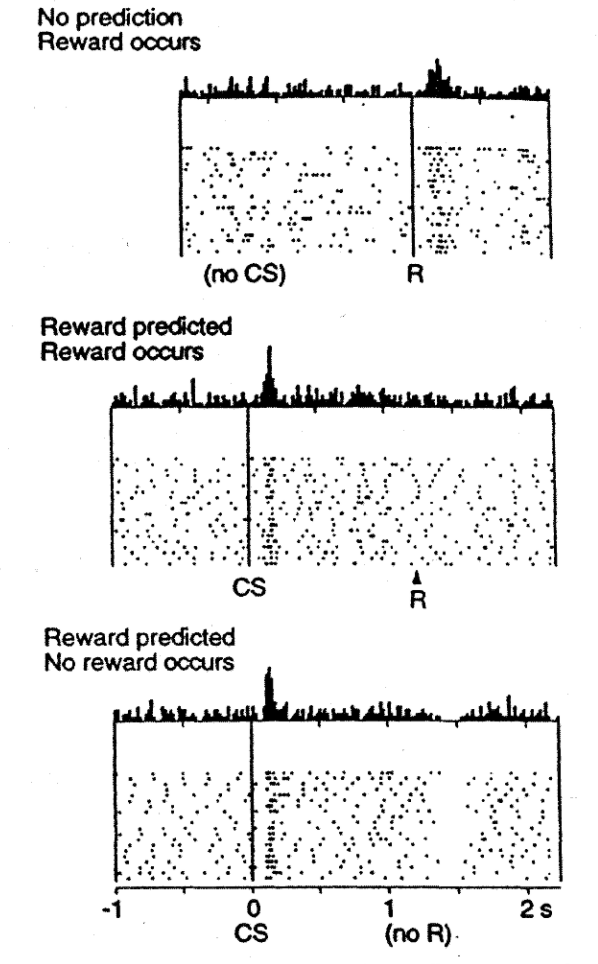 No prediction
Reward occurs
(no CS)
R
Reward predicted
Reward occurs
CS
R
Reward predicted
No reward occurs
-1 0 1 2 s
CS (no R)